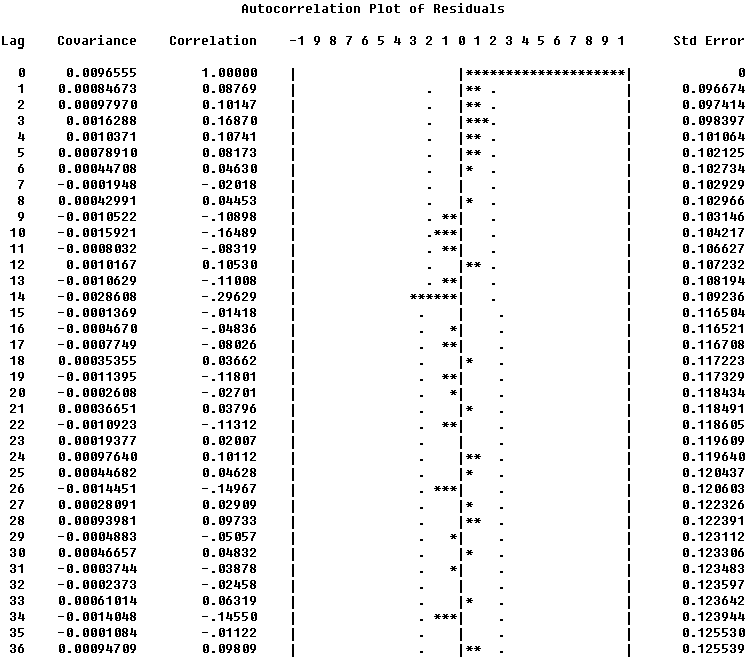 Autocorrelation Plot of Residuals
Lag Covariance Correlation -1 9 8 7 6 5 4 3 2 1 0 1 2 3 4 5 6 7 8 9 1 Std Error
0 0.0096555 1.00000 | |********************| 0
1 0.00084673 0.08769 | . |** . | 0.096674
2 0.00097970 0.10147 | . |** . | 0.097414
3 0.0016288 0.16870 | . |***. | 0.098397
4 0.0010371 0.10741 | . |** . | 0.101064
5 0.00078910 0.08173 | . |** . | 0.102125
6 0.00044708 0.04630 | . |* . | 0.102734
7 -0.0001948 -.02018 | . | . | 0.102929
8 0.00042991 0.04453 | . |* . | 0.102966
9 -0.0010522 -.10898 | . **| . | 0.103146
10 -0.0015921 -.16489 | .***| . | 0.104217
11 -0.0008032 -.08319 | . **| . | 0.106627
12 0.0010167 0.10530 | . |** . | 0.107232
13 -0.0010629 -.11008 | . **| . | 0.108194
14 -0.0028608 -.29629 | ******| . | 0.109236
15 -0.0001369 -.01418 | . | . | 0.116504
16 -0.0004670 -.04836 | . *| . | 0.116521
17 -0.0007749 -.08026 | . **| . | 0.116708
18 0.00035355 0.03662 | . |* . | 0.117223
19 -0.0011395 -.11801 | . **| . | 0.117329
20 -0.0002608 -.02701 | . *| . | 0.118434
21 0.00036651 0.03796 | . |* . | 0.118491
22 -0.0010923 -.11312 | . **| . | 0.118605
23 0.00019377 0.02007 | . | . | 0.119609
24 0.00097640 0.10112 | . |** . | 0.119640
25 0.00044682 0.04628 | . |* . | 0.120437
26 -0.0014451 -.14967 | . ***| . | 0.120603
27 0.00028091 0.02909 | . |* . | 0.122326
28 0.00093981 0.09733 | . |** . | 0.122391
29 -0.0004883 -.05057 | . *| . | 0.123112
30 0.00046657 0.04832 | . |* . | 0.123306
31 -0.0003744 -.03878 | . *| . | 0.123483
32 -0.0002373 -.02458 | . | . | 0.123597
33 0.00061014 0.06319 | . |* . | 0.123642
34 -0.0014048 -.14550 | . ***| . | 0.123944
35 -0.0001084 -.01122 | . | . | 0.125530
36 0.00094709 0.09809 | . |** . | 0.125539